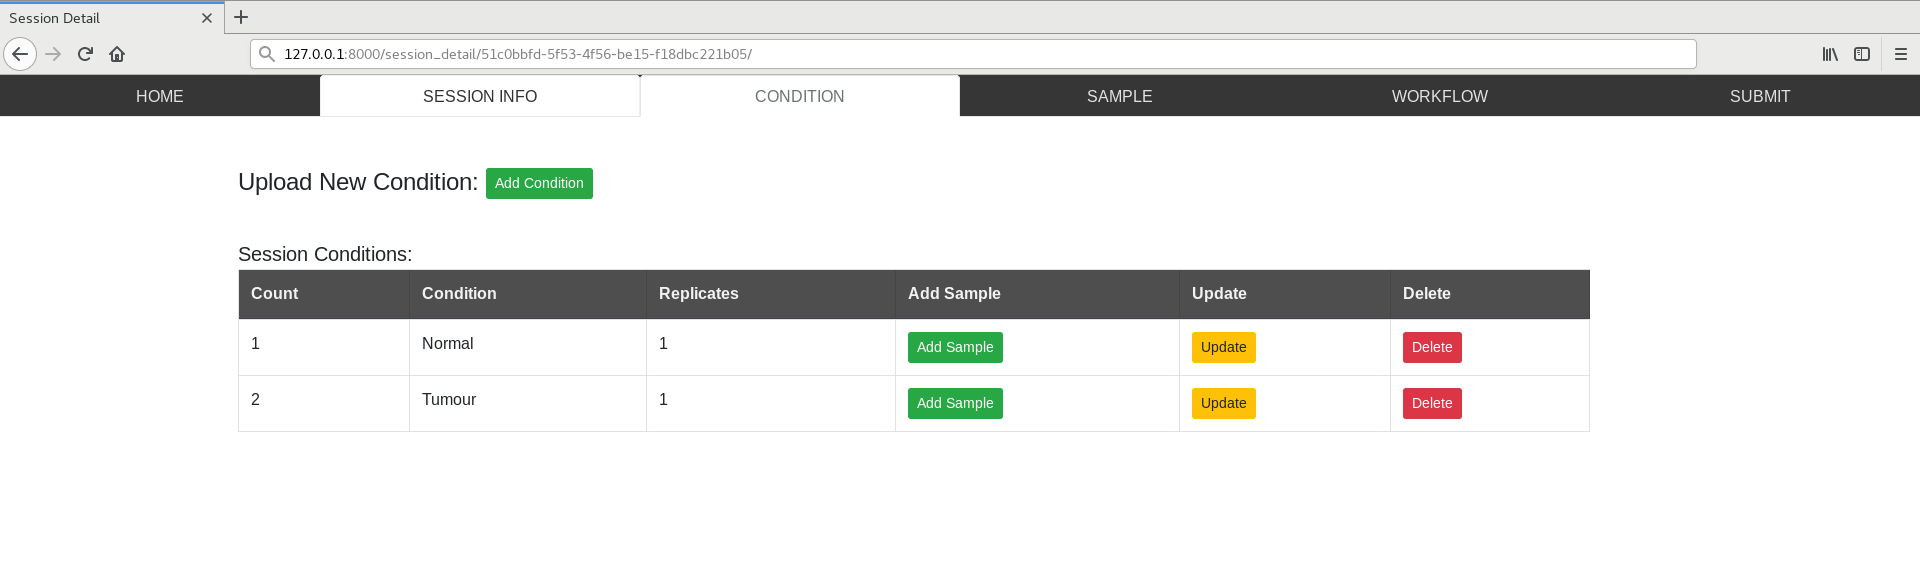 Session Detail
127.0.0.1:8000/session_detail/51c0bbfd-5f53-4f56-be15-f18dbc221b05/
HOME SESSION INFO CONDITION SAMPLE WORKFLOW SUBMIT
Upload New Condition: Add Condition
Session Conditions:
Count Condition Replicates Add Sample Update Delete
1 Normal 1 Add Sample Update Delete
2 Tumour 1 Add Sample Update Delete